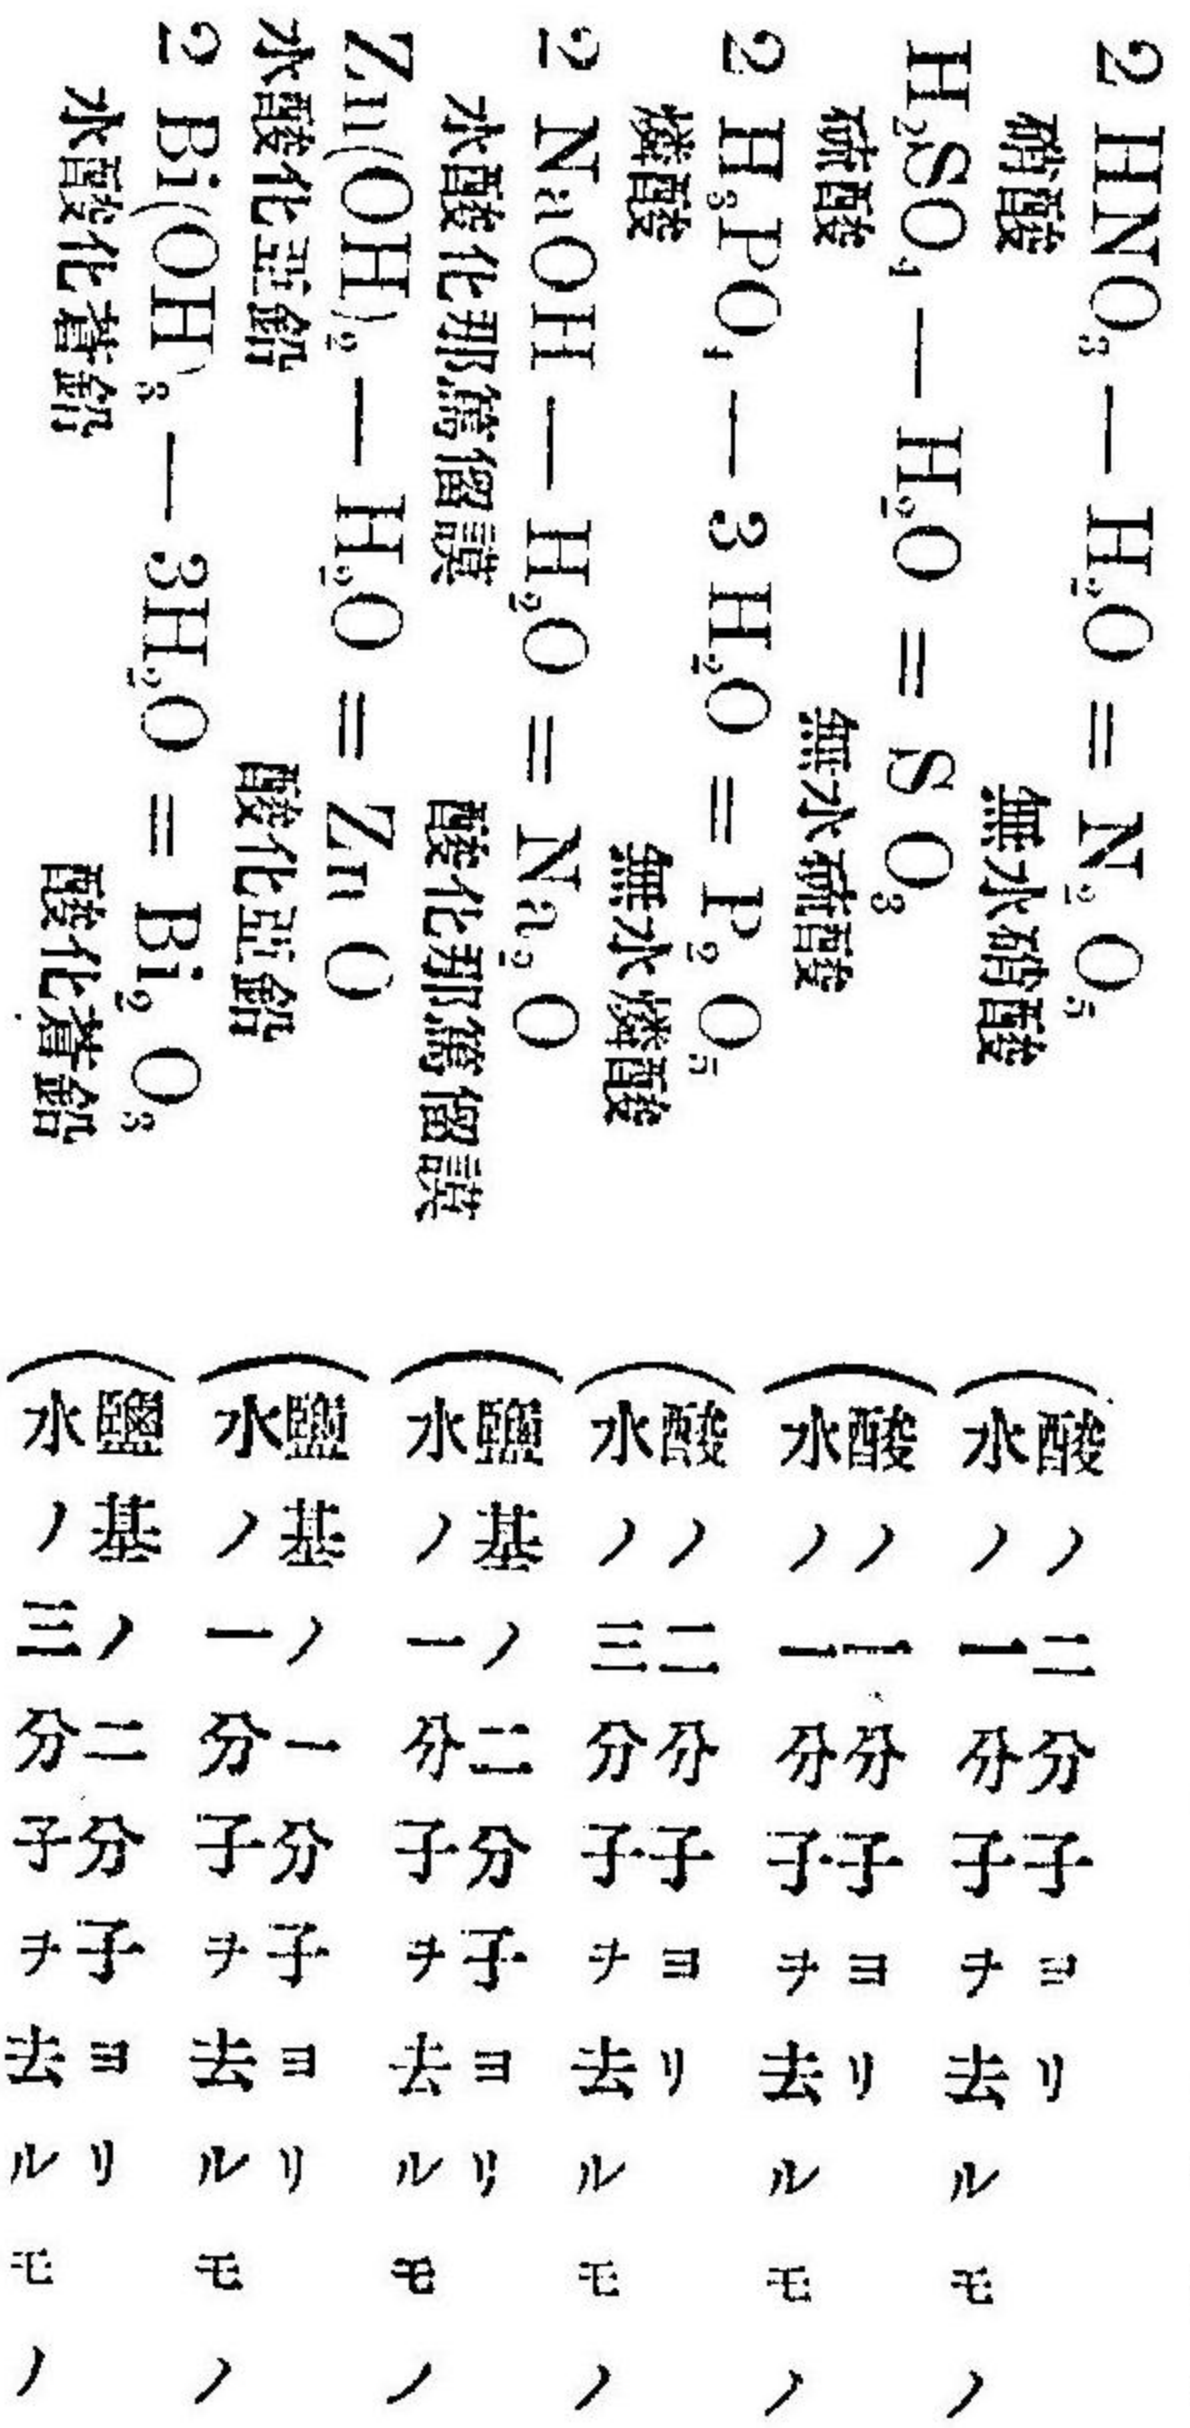 2 HNO₃ — H₂O = N₂O₅
硝酸 無水硝酸
(酸ノ二分子ヨリ
水ノ一分子ヲ去ルモノ
H₂SO₄ — H₂O = SO₃
硫酸 無水硫酸
(酸ノ一分子ヨリ
水ノ一分子ヲ去ルモノ
2 H₃PO₄ — 3 H₂O = P₂O₅
燐酸 無水燐酸
(酸ノ二分子ヨリ
水ノ三分子ヲ去ルモノ
2 NaOH — H₂O = Na₂O
水酸化那篤留謨 酸化那篤留謨
(鹽基ノ二分子ヨリ
水ノ一分子ヲ去ルモノ
Zn(OH)₂ — H₂O = ZnO
水酸化亞鉛 酸化亞鉛
(鹽基ノ一分子ヨリ
水ノ一分子ヲ去ルモノ
2 Bi(OH)₃ — 3H₂O = Bi₂O₃
水酸化蒼鉛 酸化蒼鉛
(鹽基ノ二分子ヨリ
水ノ三分子ヲ去ルモノ